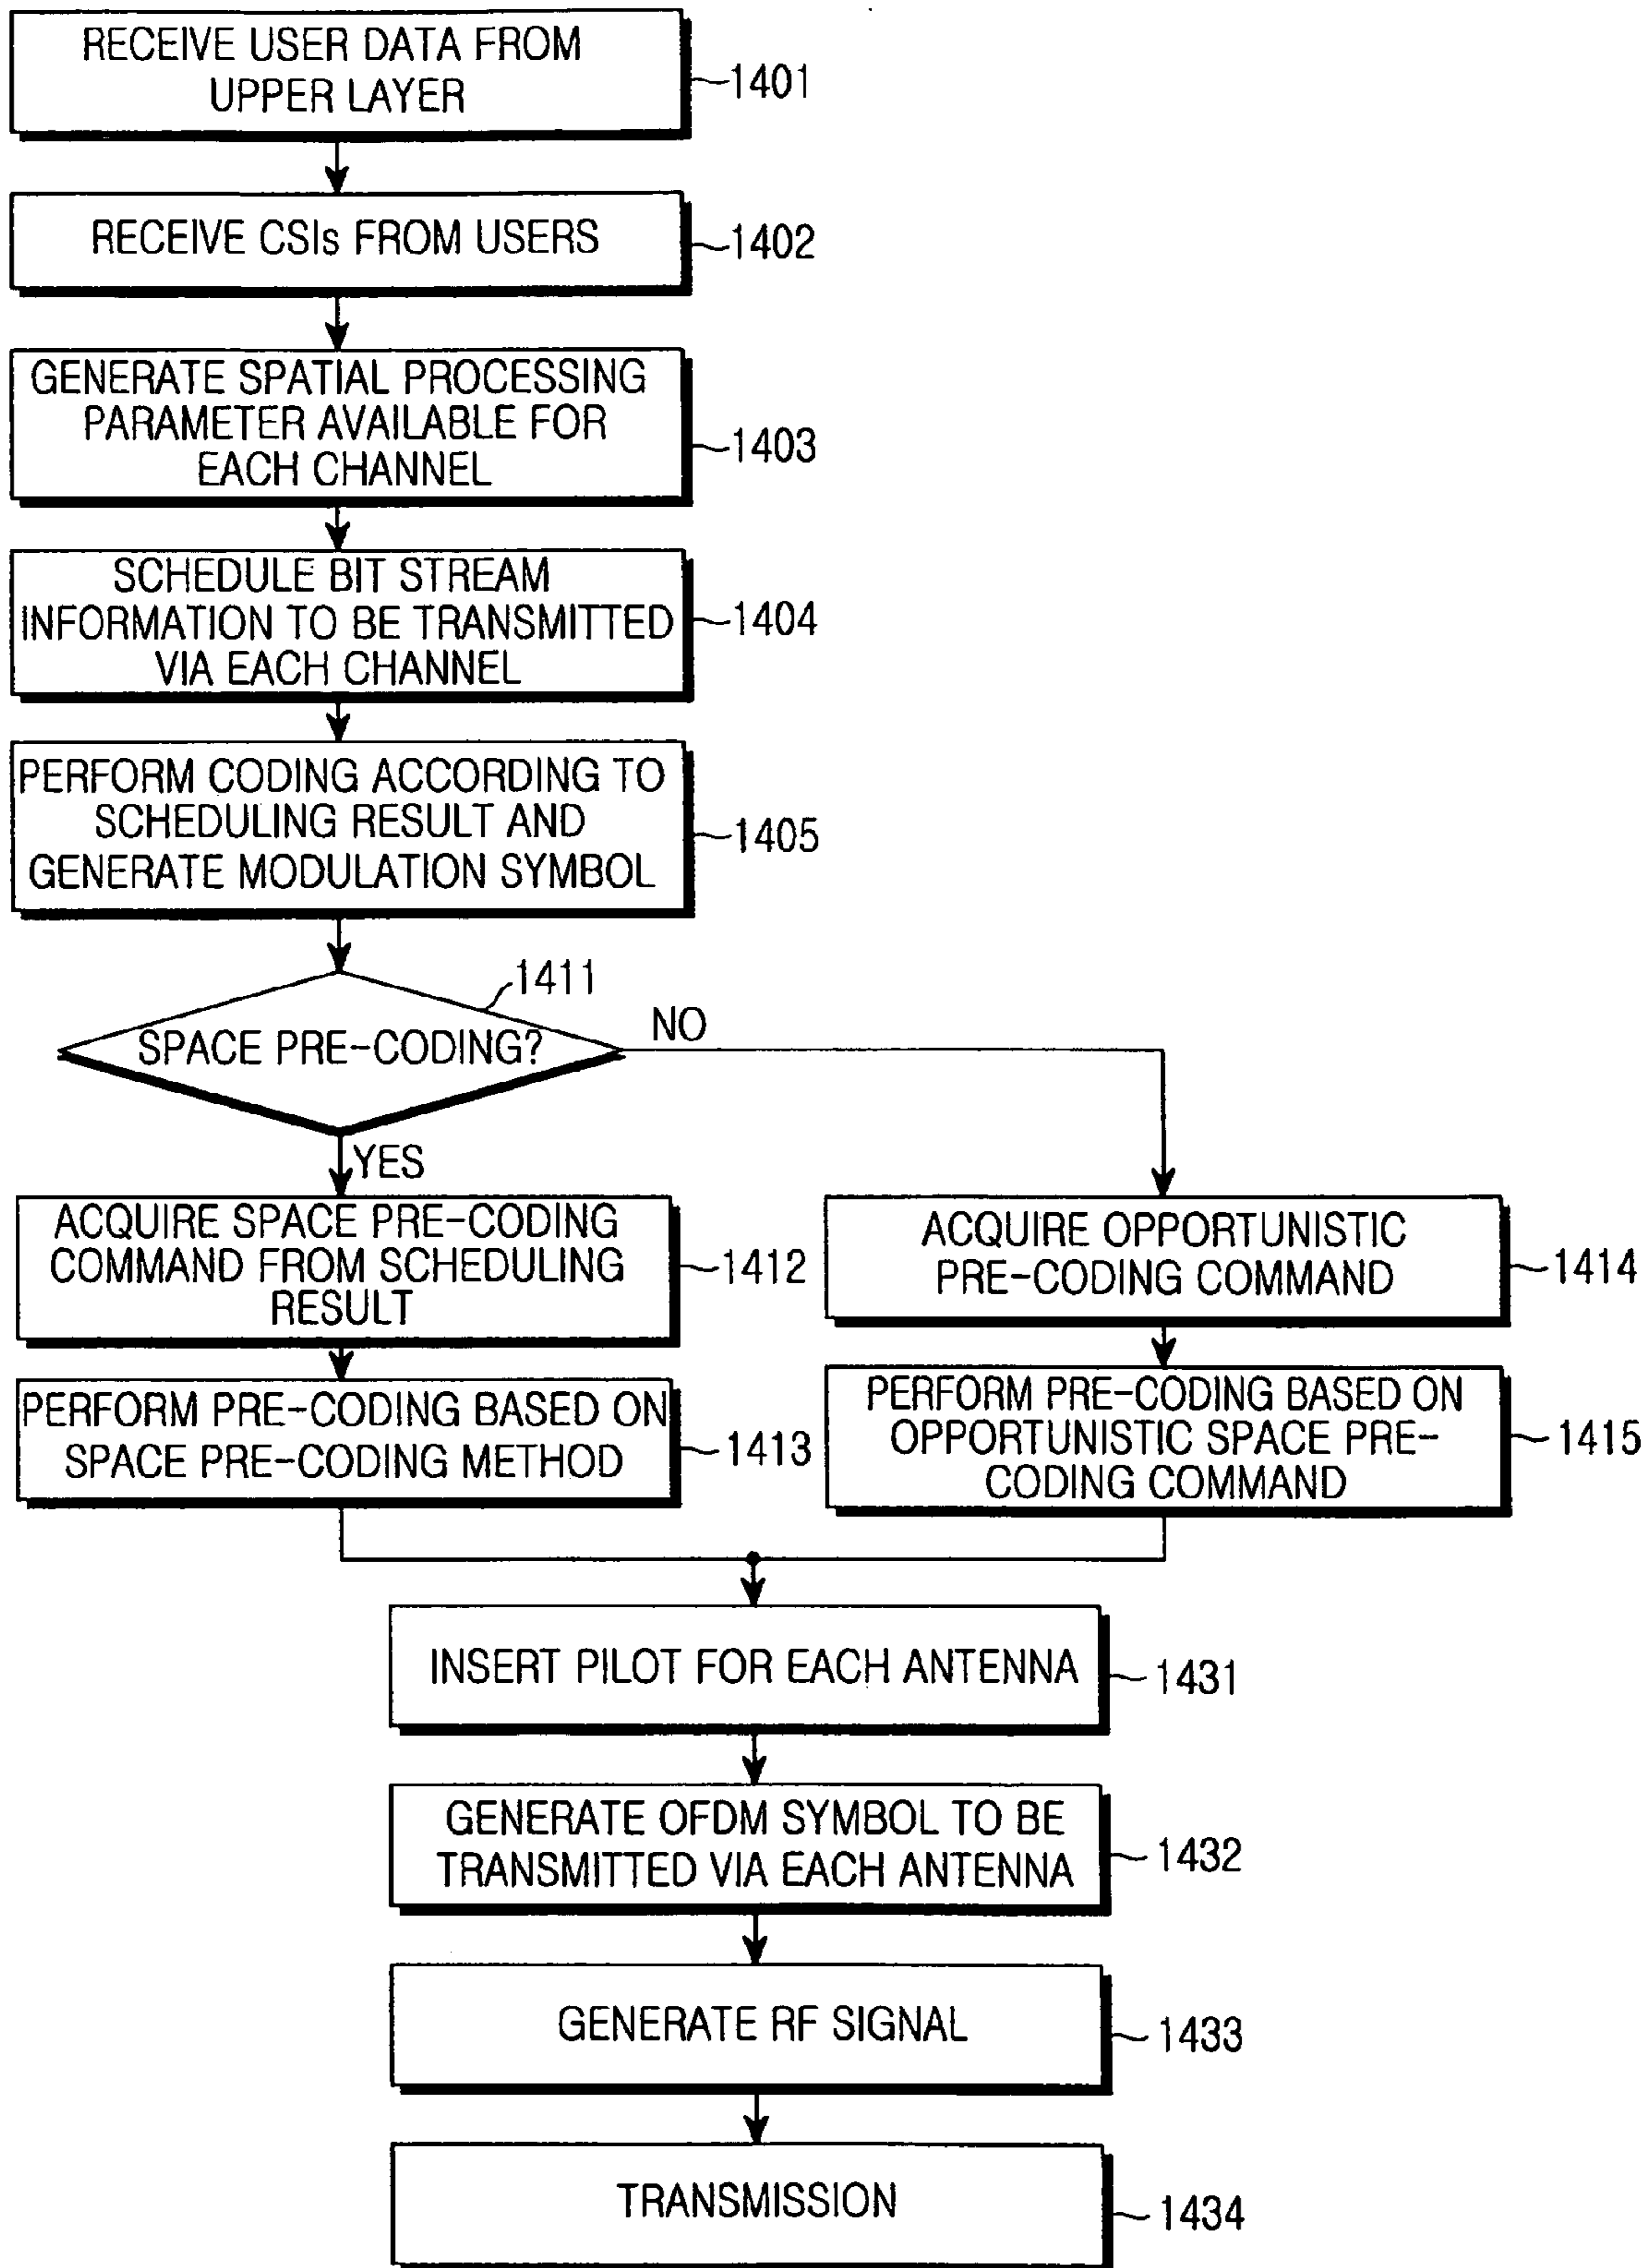 RECEIVE USER DATA FROM
UPPER LAYER
1401
RECEIVE CSIs FROM USERS
1402
GENERATE SPATIAL PROCESSING
PARAMETER AVAILABLE FOR
EACH CHANNEL
1403
SCHEDULE BIT STREAM
INFORMATION TO BE TRANSMITTED
VIA EACH CHANNEL
1404
PERFORM CODING ACCORDING TO
SCHEDULING RESULT AND
GENERATE MODULATION SYMBOL
1405
1411
SPACE PRE-CODING?
NO
YES
ACQUIRE SPACE PRE-CODING
COMMAND FROM SCHEDULING
RESULT
1412
ACQUIRE OPPORTUNISTIC
PRE-CODING COMMAND
1414
PERFORM PRE-CODING BASED ON
SPACE PRE-CODING METHOD
1413
PERFORM PRE-CODING BASED ON
OPPORTUNISTIC SPACE PRE-
CODING COMMAND
1415
INSERT PILOT FOR EACH ANTENNA
1431
GENERATE OFDM SYMBOL TO BE
TRANSMITTED VIA EACH ANTENNA
1432
GENERATE RF SIGNAL
1433
TRANSMISSION
1434